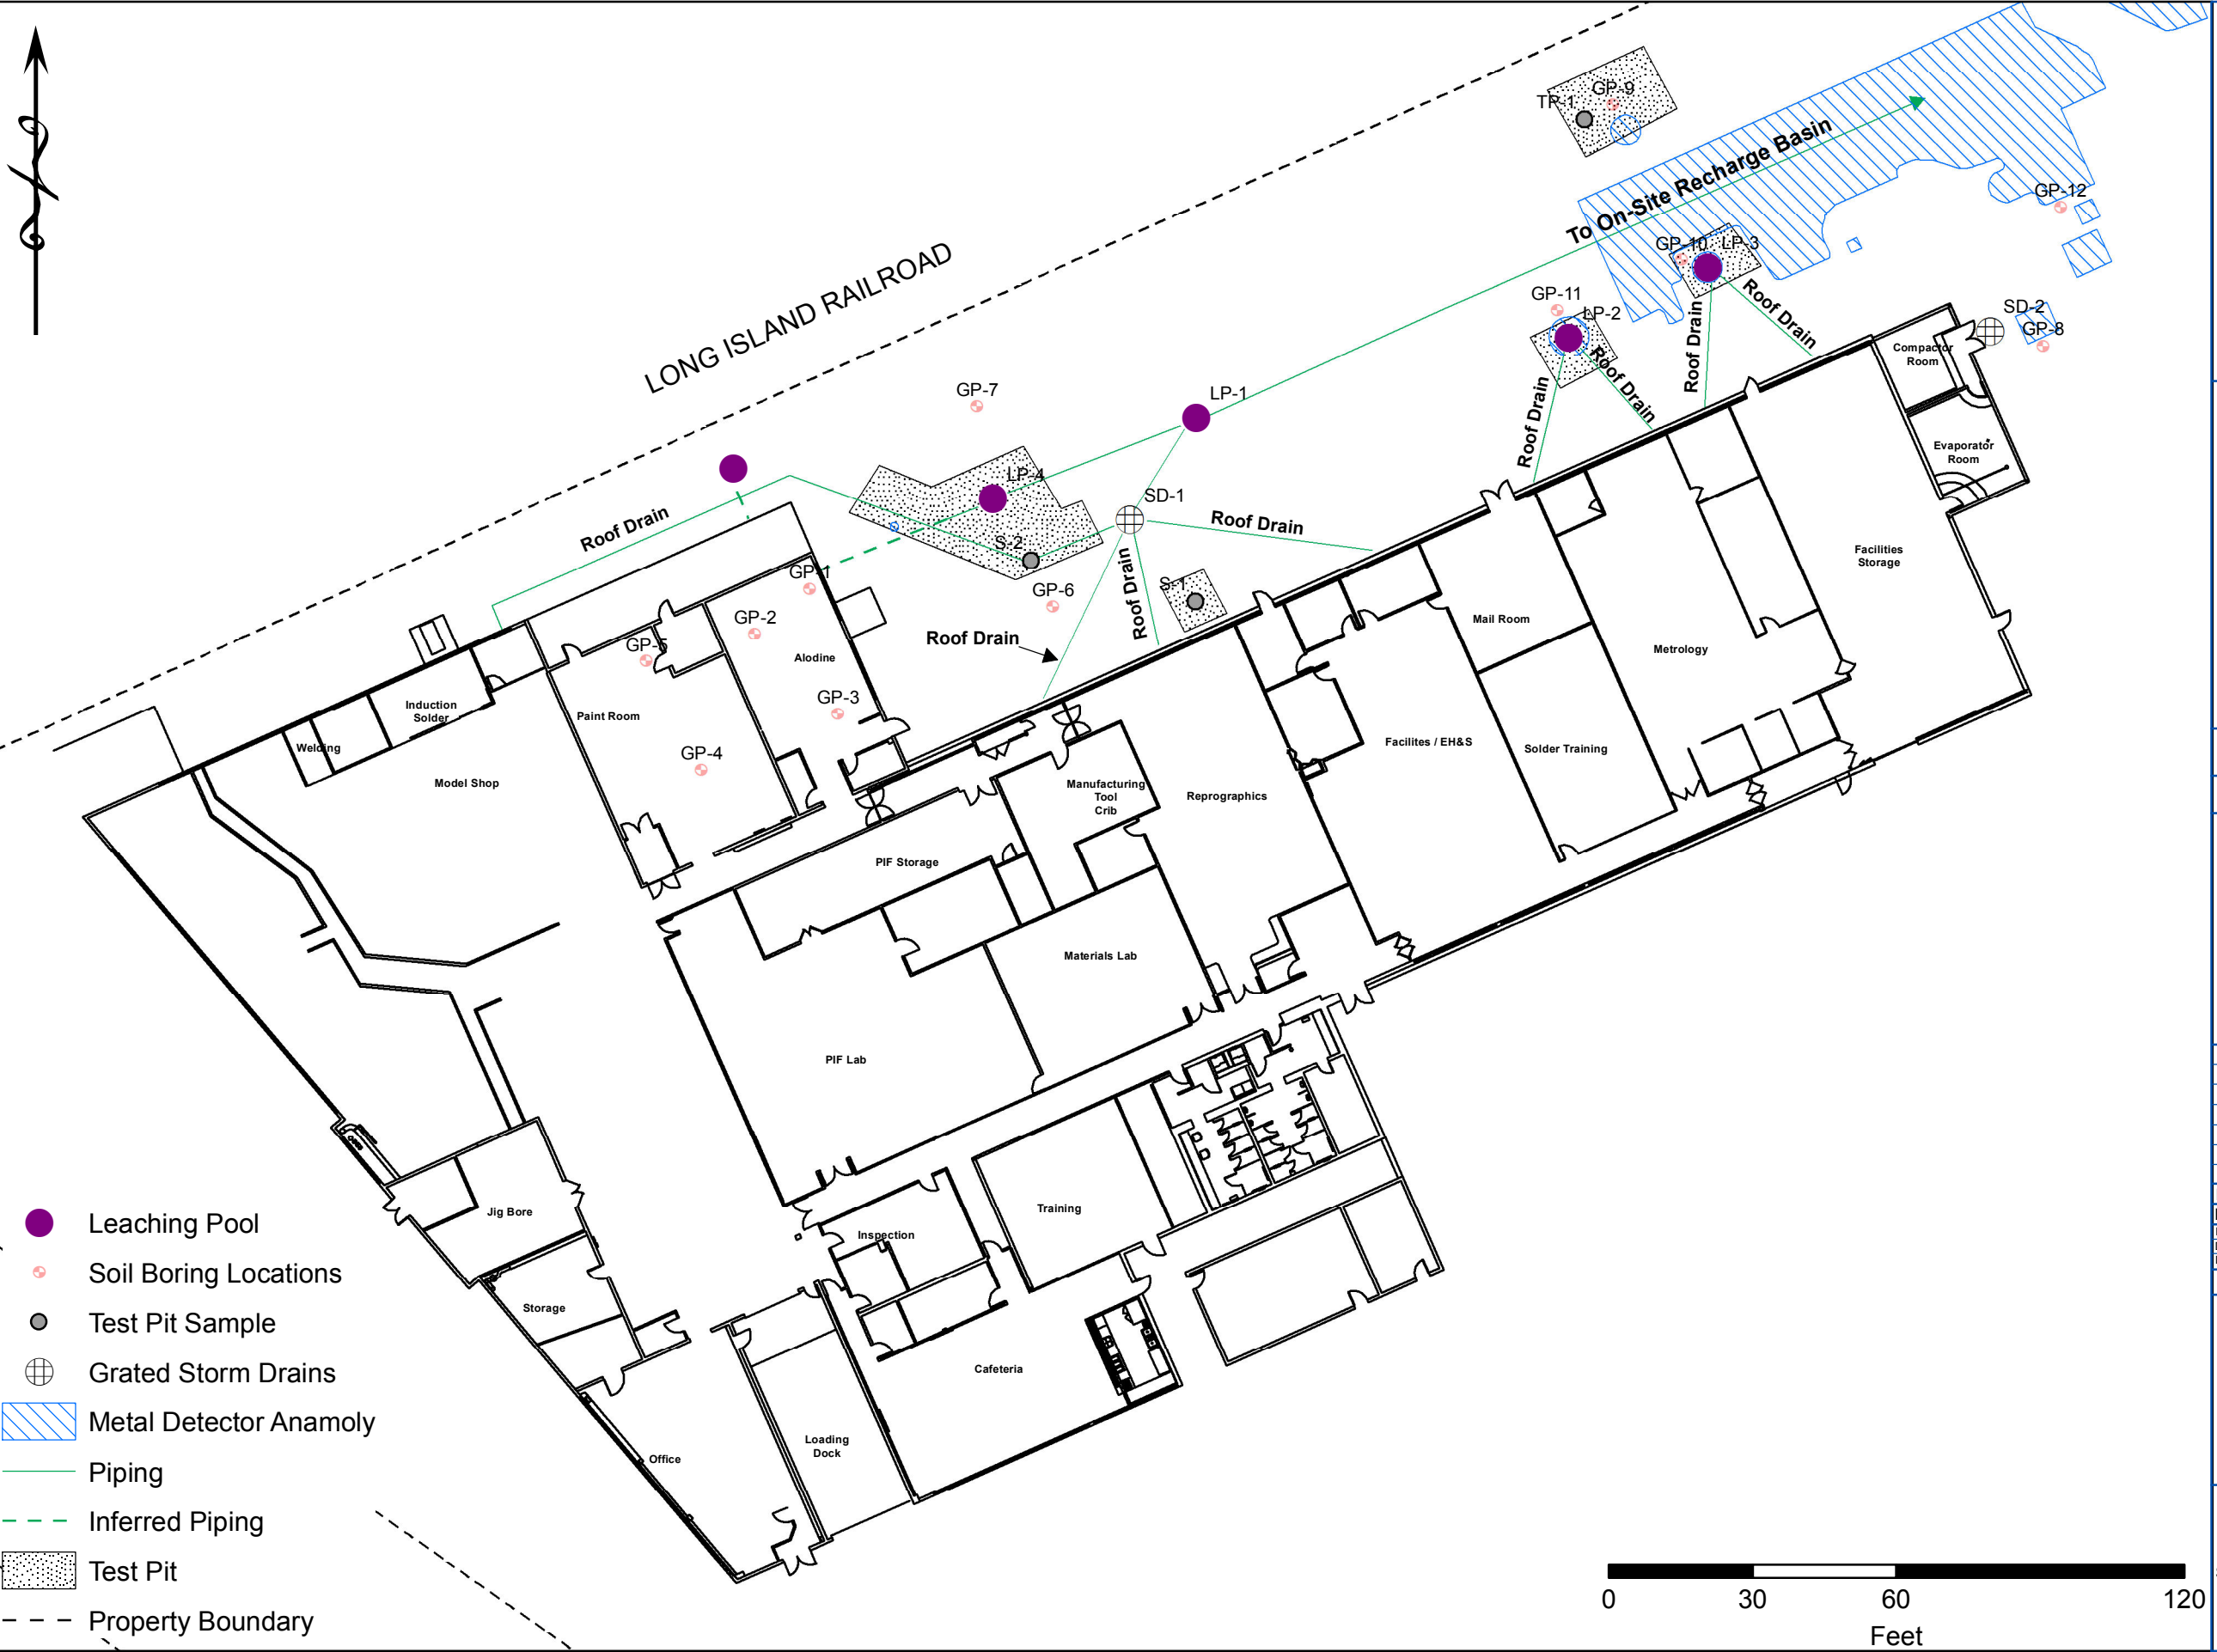 TP-1
GP-9
To On-Site Recharge Basin
GP-12
GP-10
LP-3
LONG ISLAND RAILROAD
GP-11
LP-2
Roof Drain
Roof Drain
SD-2
GP-8
Compactor
Room
Roof Drain
Roof Drain
GP-7
LP-1
Evaporator
Room
LP-4
SD-1
Roof Drain
Roof Drain
S-2
Facilities
Storage
GP-1
S-1
GP-6
Roof Drain
GP-2
Mail Room
Roof Drain
GP-5
Alodine
Metrology
GP-3
Induction
Solder
Paint Room
Welding
GP-4
Facilites / EH&S
Solder Training
Model Shop
Manufacturing
Tool
Crib
Reprographics
PIF Storage
Materials Lab
PIF Lab
Training
Jig Bore
Inspection
Storage
Cafeteria
Loading
Dock
Office
Leaching Pool
Soil Boring Locations
Test Pit Sample
Grated Storm Drains
Metal Detector Anamoly
Piping
Inferred Piping
Test Pit
Property Boundary
0 30 60 120
Feet